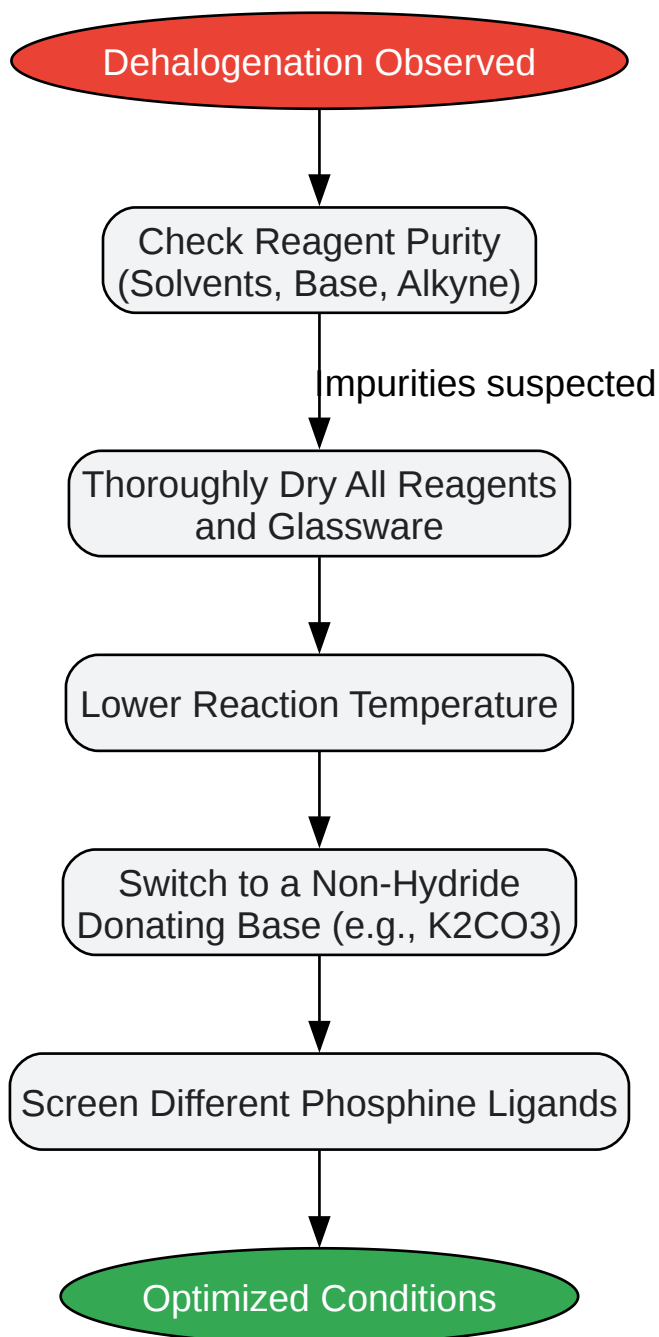 Dehalogenation Observed
Check Reagent Purity
(Solvents, Base, Alkyne)
Impurities suspected
Thoroughly Dry All Reagents
and Glassware
Lower Reaction Temperature
Switch to a Non-Hydride
Donating Base (e.g., K2CO3)
Screen Different Phosphine Ligands
Optimized Conditions